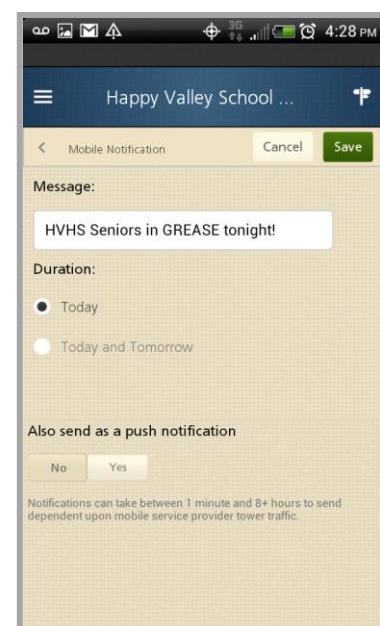 3G 4:28 PM
Happy Valley School ...
Mobile Notification Cancel Save
Message:
HVHS Seniors in GREASE tonight!
Duration:
Today
Today and Tomorrow
Also send as a push notification
No Yes
Notifications can take between 1 minute and 8+ hours to send
dependent upon mobile service provider tower traffic.